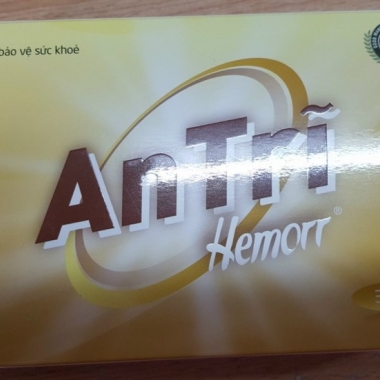 bảo vệ sức khoẻ
AnTrĩ
Hemorr®